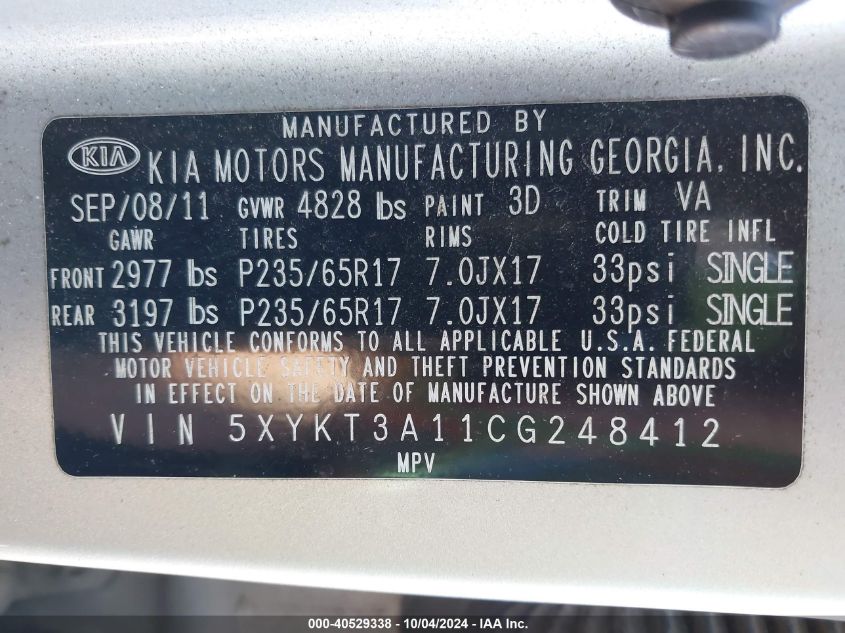 MANUFACTURED BY
KIA KIA MOTORS MANUFACTURING GEORGIA, INC.
SEP/08/11 GVWR 4828 lbs PAINT 3D TRIM VA
GAWR TIRES RIMS COLD TIRE INFL
FRONT 2977 lbs P235/65R17 7.0JX17 33psi SINGLE
REAR 3197 lbs P235/65R17 7.0JX17 33psi SINGLE
THIS VEHICLE CONFORMS TO ALL APPLICABLE U.S.A. FEDERAL
MOTOR VEHICLE SAFETY AND THEFT PREVENTION STANDARDS
IN EFFECT ON THE DATE OF MANUFACTURE SHOWN ABOVE
VIN 5XYKT3A11CG248412
MPV
000-40529338 - 10/04/2024 - IAA Inc.